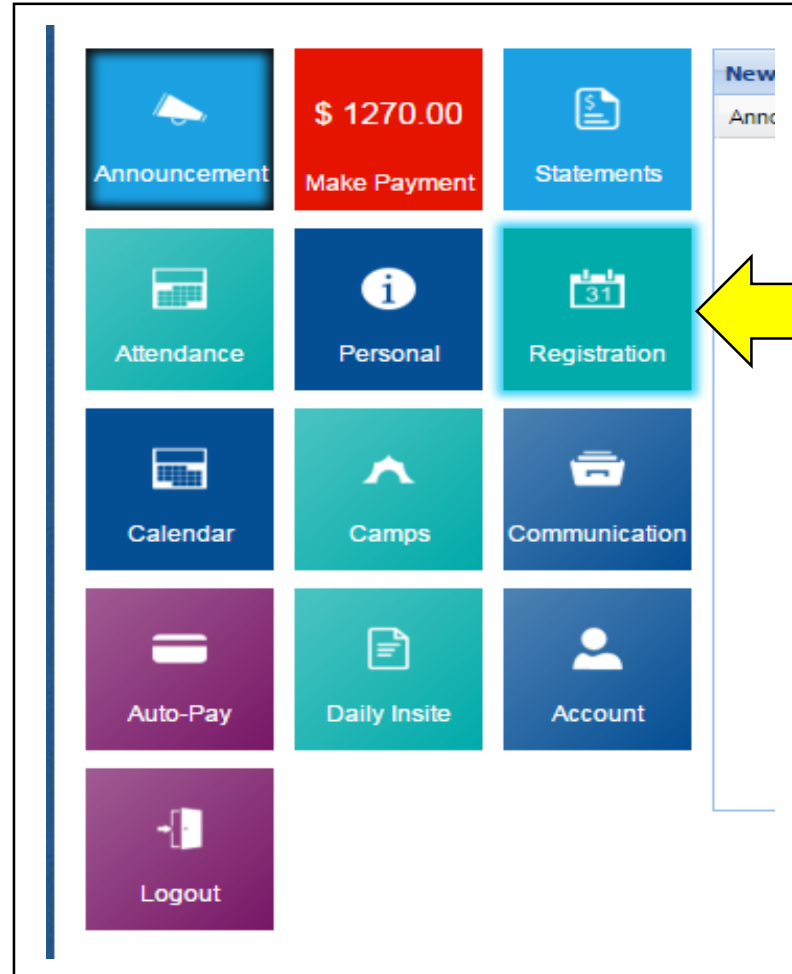 New
$ 1270.00
Announcement
Make Payment
Statements
31
Attendance
Personal
Registration
Calendar
Camps
Communication
Auto-Pay
Daily Insite
Account
Logout